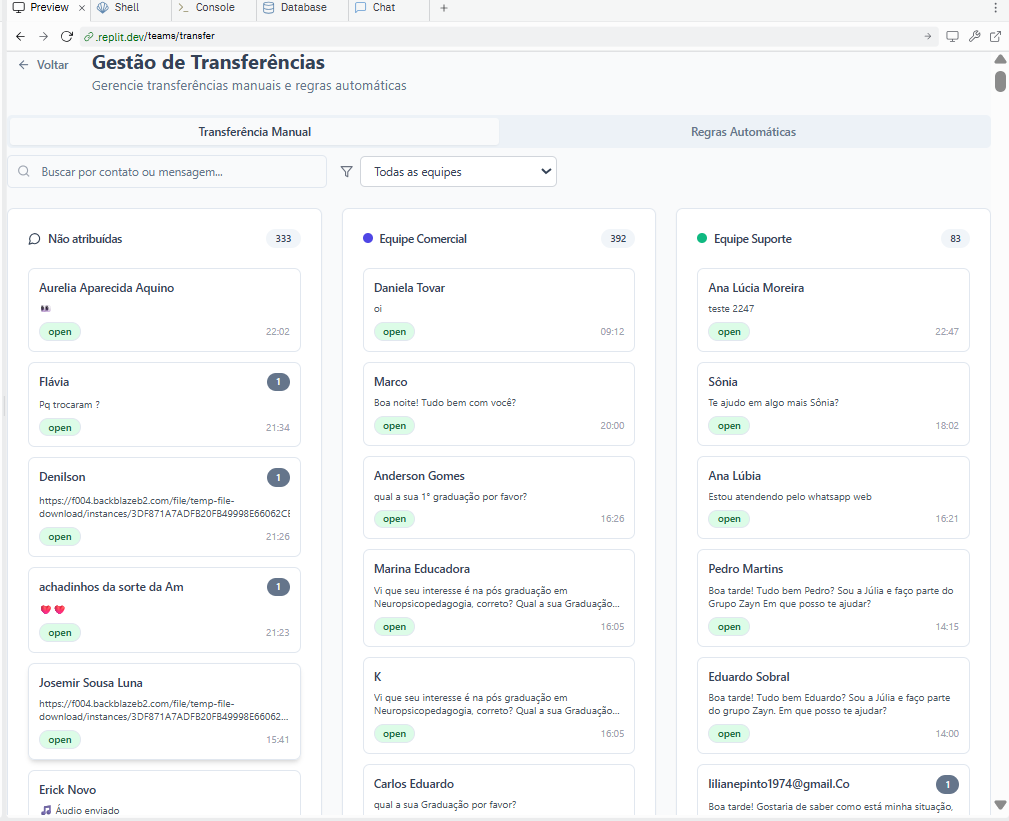 Preview
Shell
Console
Database
Chat
.replit.dev/teams/transfer
Voltar
Gestão de Transferências
Gerencie transferências manuais e regras automáticas
Transferência Manual
Regras Automáticas
Buscar por contato ou mensagem...
Todas as equipes
Não atribuídas
333
Aurelia Aparecida Aquino
open
22:02
Flávia
1
Pq trocaram ?
open
21:34
Denilson
1
https://f004.backblazeb2.com/file/temp-file-
download/instances/3DF871A7ADFB20FB49998E66062CE
open
21:26
achadinhos da sorte da Am
1
open
21:23
Josemir Sousa Luna
https://f004.backblazeb2.com/file/temp-file-
download/instances/3DF871A7ADFB20FB49998E66062...
open
15:41
Erick Novo
Áudio enviado
Equipe Comercial
392
Daniela Tovar
oi
open
09:12
Marco
Boa noite! Tudo bem com você?
open
20:00
Anderson Gomes
qual a sua 1° graduação por favor?
open
16:26
Marina Educadora
Vi que seu interesse é na pós graduação em
Neuropsicopedagogia, correto? Qual a sua Graduação...
open
16:05
K
Vi que seu interesse é na pós graduação em
Neuropsicopedagogia, correto? Qual a sua Graduação...
open
16:05
Carlos Eduardo
qual a sua Graduação por favor?
Equipe Suporte
83
Ana Lúcia Moreira
teste 2247
open
22:47
Sônia
Te ajudo em algo mais Sônia?
open
18:02
Ana Lúbia
Estou atendendo pelo whatsapp web
open
16:21
Pedro Martins
Boa tarde! Tudo bem Pedro? Sou a Júlia e faço parte do
Grupo Zayn Em que posso te ajudar?
open
14:15
Eduardo Sobral
Boa tarde! Tudo bem Eduardo? Sou a Júlia e faço parte
do grupo Zayn. Em que posso te ajudar?
open
14:00
lilianepinto1974@gmail.Co
1
Boa tarde! Gostaria de saber como está minha situação,